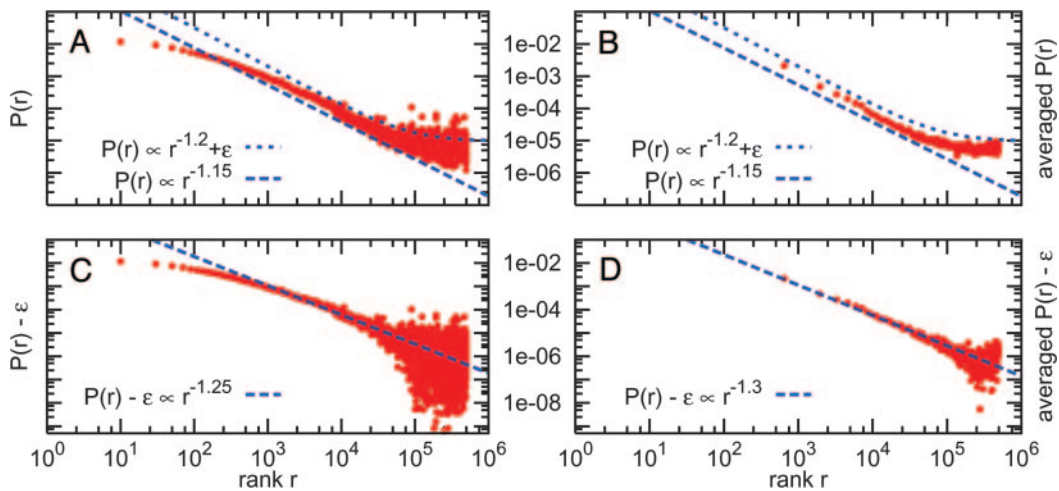 A
B
P(r)
P(r) ∝ r^-1.2+ε
P(r) ∝ r^-1.15
1e-02
1e-03
1e-04
1e-05
1e-06
P(r) ∝ r^-1.2+ε
P(r) ∝ r^-1.15
averaged P(r)
C
D
P(r) - ε
P(r) - ε ∝ r^-1.25
1e-02
1e-04
1e-06
1e-08
P(r) - ε ∝ r^-1.3
averaged P(r) - ε
10^0 10^1 10^2 10^3 10^4 10^5 10^6
10^0 10^1 10^2 10^3 10^4 10^5 10^6
rank r
rank r